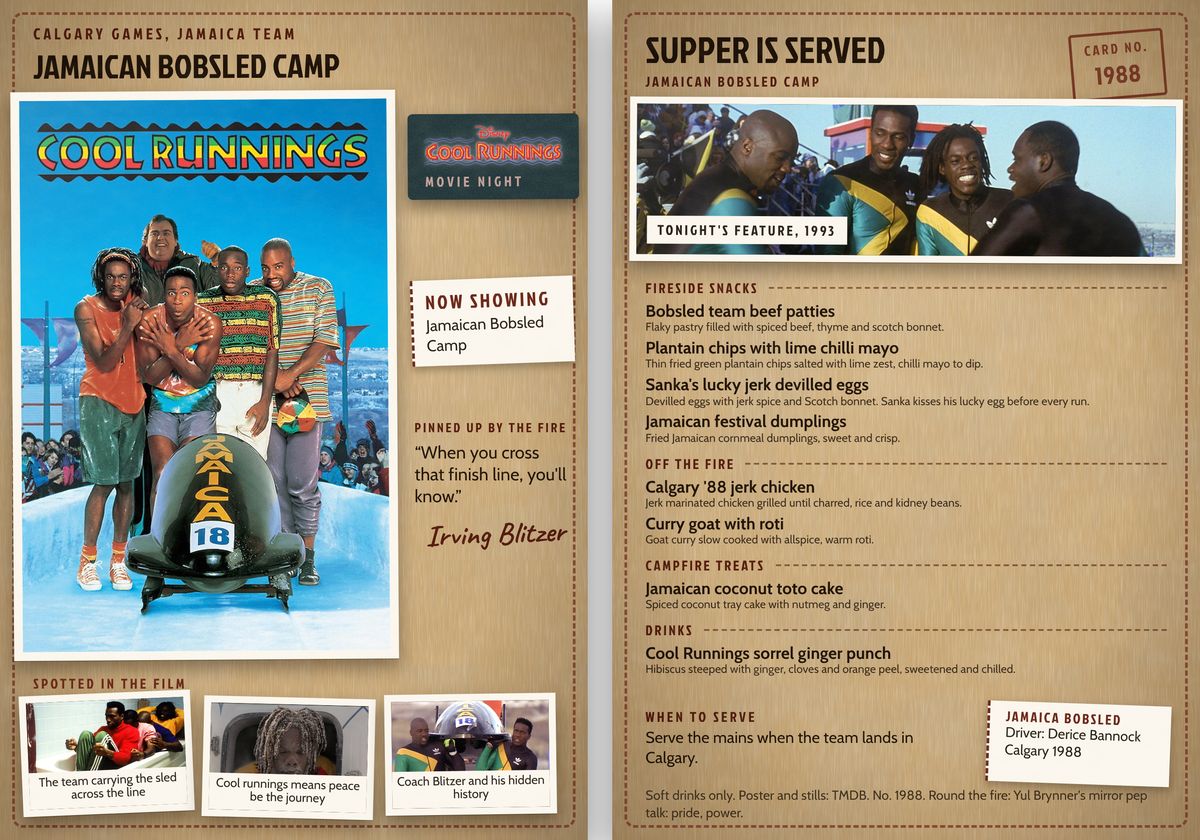 CALGARY GAMES, JAMAICA TEAM
JAMAICAN BOBSLED CAMP
COOL RUNNINGS
JAMAICA
18
Disney
COOL RUNNINGS
MOVIE NIGHT
NOW SHOWING
Jamaican Bobsled
Camp
PINNED UP BY THE FIRE
“When you cross
that finish line, you'll
know.”
Irving Blitzer
SPOTTED IN THE FILM
The team carrying the sled
across the line
Cool runnings means peace
be the journey
Coach Blitzer and his hidden
history
SUPPER IS SERVED
JAMAICAN BOBSLED CAMP
CARD NO.
1988
TONIGHT'S FEATURE, 1993
FIRESIDE SNACKS
Bobsled team beef patties
Flaky pastry filled with spiced beef, thyme and scotch bonnet.
Plantain chips with lime chilli mayo
Thin fried green plantain chips salted with lime zest, chilli mayo to dip.
Sanka's lucky jerk devilled eggs
Devilled eggs with jerk spice and Scotch bonnet. Sanka kisses his lucky egg before every run.
Jamaican festival dumplings
Fried Jamaican cornmeal dumplings, sweet and crisp.
OFF THE FIRE
Calgary '88 jerk chicken
Jerk marinated chicken grilled until charred, rice and kidney beans.
Curry goat with roti
Goat curry slow cooked with allspice, warm roti.
CAMPFIRE TREATS
Jamaican coconut toto cake
Spiced coconut tray cake with nutmeg and ginger.
DRINKS
Cool Runnings sorrel ginger punch
Hibiscus steeped with ginger, cloves and orange peel, sweetened and chilled.
WHEN TO SERVE
Serve the mains when the team lands in
Calgary.
JAMAICA BOBSLED
Driver: Derice Bannock
Calgary 1988
Soft drinks only. Poster and stills: TMDB. No. 1988. Round the fire: Yul Brynner's mirror pep
talk: pride, power.